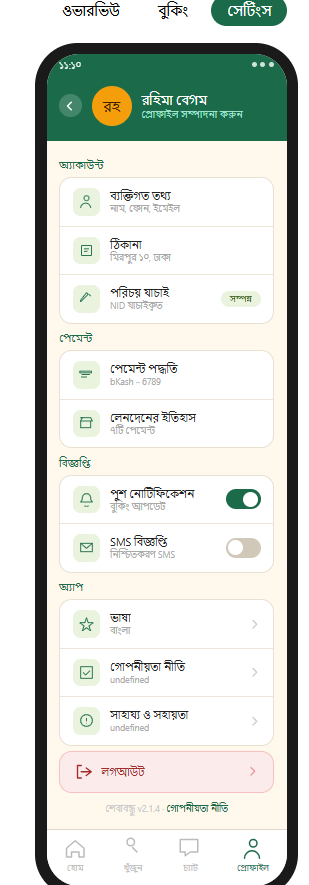 ওভারভিউ বুকিং সেটিংস
১১:১০
রহ
রহিমা বেগম
প্রোফাইল সম্পাদনা করুন
অ্যাকাউন্ট
ব্যক্তিগত তথ্য
নাম, ফোন, ইমেইল
ঠিকানা
মিরপুর ১০, ঢাকা
পরিচয় যাচাই
NID যাচাইকৃত
সম্পন্ন
পেমেন্ট
পেমেন্ট পদ্ধতি
bKash – 6789
লেনদেনের ইতিহাস
৭টি পেমেন্ট
বিজ্ঞপ্তি
পুশ নোটিফিকেশন
বুকিং আপডেট
SMS বিজ্ঞপ্তি
নিশ্চিতকরণ SMS
অ্যাপ
ভাষা
বাংলা
গোপনীয়তা নীতি
undefined
সাহায্য ও সহায়তা
undefined
লগআউট
সেবাবন্ধু v2.1.4 · গোপনীয়তা নীতি
হোম খুঁজুন চ্যাট প্রোফাইল